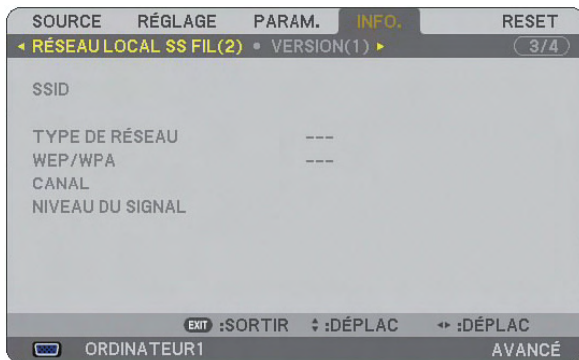 SOURCE RÉGLAGE PARAM. INFO. RESET
◂ RÉSEAU LOCAL SS FIL(2) • VERSION(1) ▸ 3/4
SSID
TYPE DE RÉSEAU ---
WEP/WPA ---
CANAL
NIVEAU DU SIGNAL
EXIT :SORTIR ▴▾ :DÉPLAC ◂▸ :DÉPLAC
ORDINATEUR1 AVANCÉ